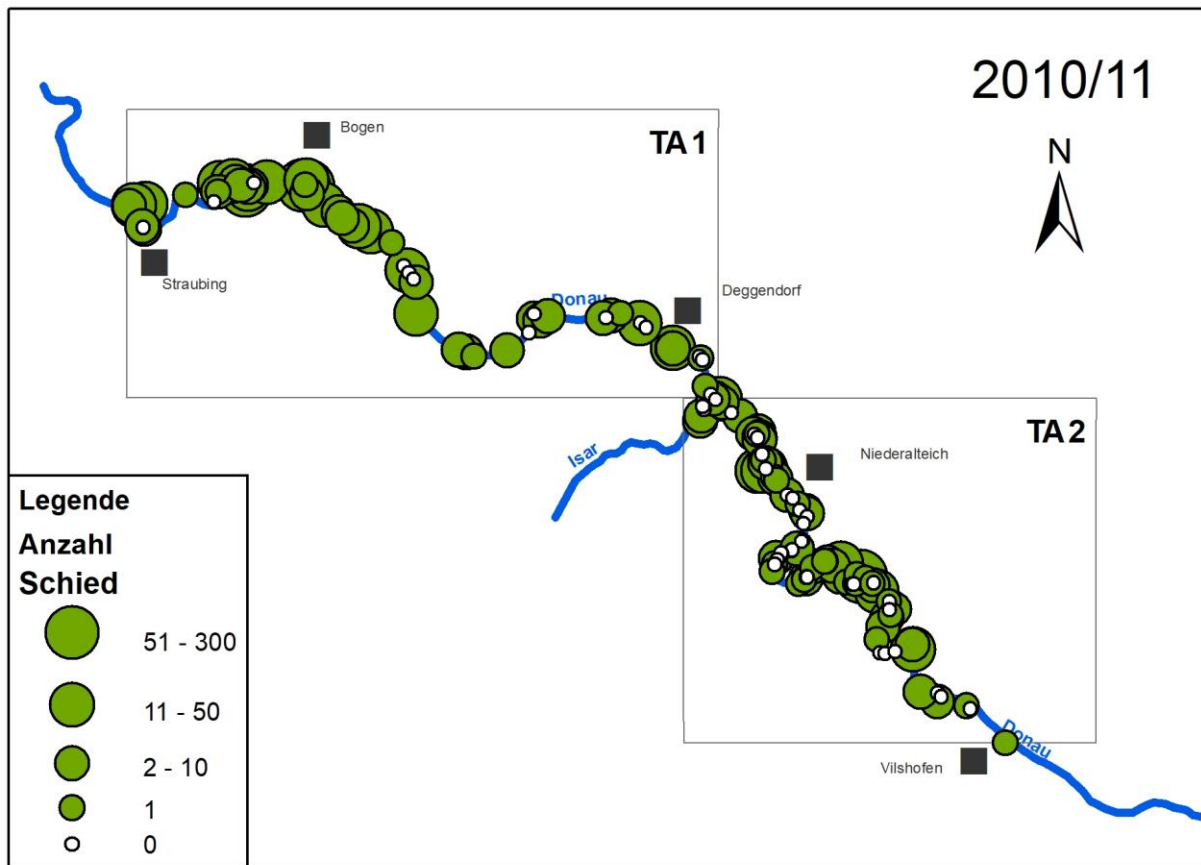 2010/11
N
TA 1
Bogen
Straubing
Donau
Deggendorf
TA 2
Isar
Niederalteich
Donau
Vilshofen
Legende
Anzahl
Schied
51 - 300
11 - 50
2 - 10
1
0